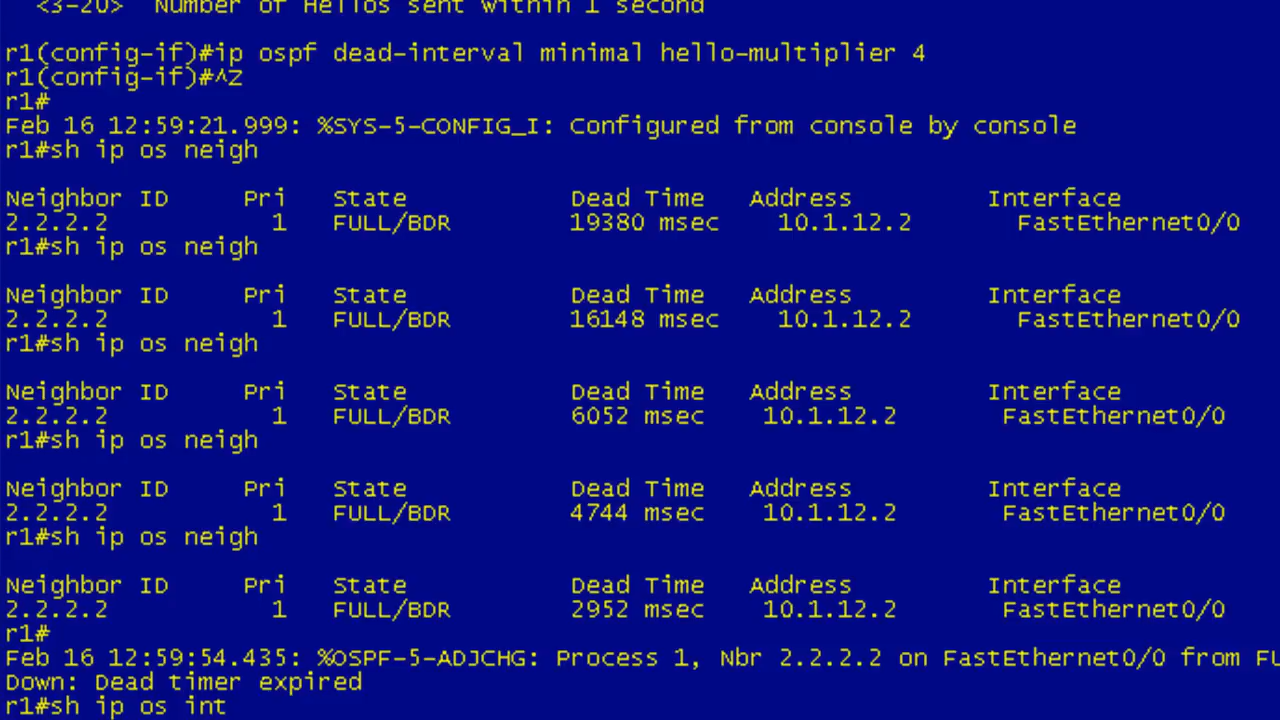 <3-20>  Number of Hellos sent within 1 second
r1(config-if)#ip ospf dead-interval minimal hello-multiplier 4
r1(config-if)#^Z
r1#
Feb 16 12:59:21.999: %SYS-5-CONFIG_I: Configured from console by console
r1#sh ip os neigh
Neighbor ID     Pri   State           Dead Time   Address         Interface
2.2.2.2           1   FULL/BDR        19380 msec    10.1.12.2       FastEthernet0/0
r1#sh ip os neigh
Neighbor ID     Pri   State           Dead Time   Address         Interface
2.2.2.2           1   FULL/BDR        16148 msec    10.1.12.2       FastEthernet0/0
r1#sh ip os neigh
Neighbor ID     Pri   State           Dead Time   Address         Interface
2.2.2.2           1   FULL/BDR        6052 msec    10.1.12.2       FastEthernet0/0
r1#sh ip os neigh
Neighbor ID     Pri   State           Dead Time   Address         Interface
2.2.2.2           1   FULL/BDR        4744 msec    10.1.12.2       FastEthernet0/0
r1#sh ip os neigh
Neighbor ID     Pri   State           Dead Time   Address         Interface
2.2.2.2           1   FULL/BDR        2952 msec    10.1.12.2       FastEthernet0/0
r1#
Feb 16 12:59:54.435: %OSPF-5-ADJCHG: Process 1, Nbr 2.2.2.2 on FastEthernet0/0 from FU
Down: Dead timer expired
r1#sh ip os int